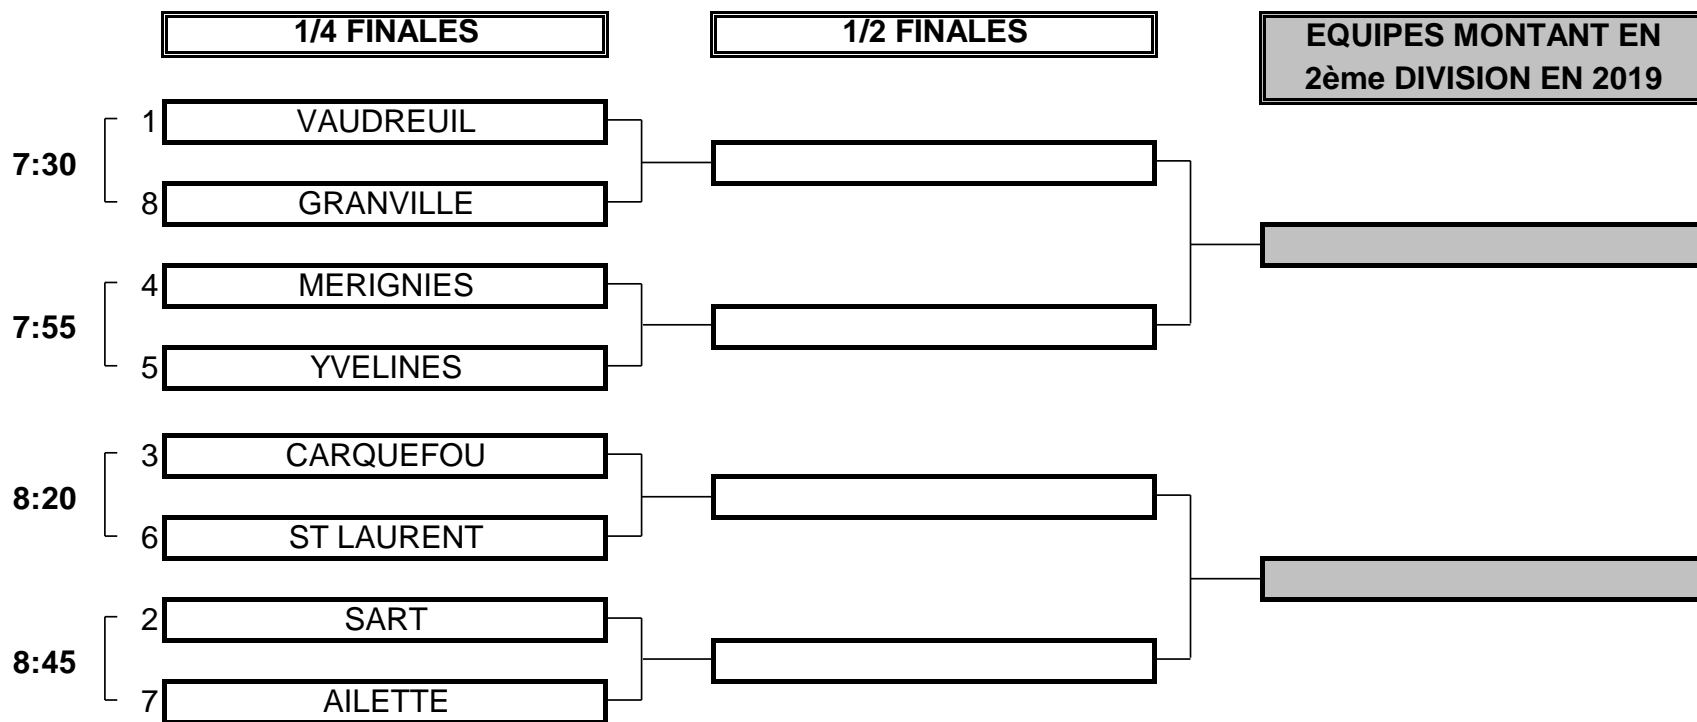 1/4 FINALES
1/2 FINALES
EQUIPES MONTANT EN
2ème DIVISION EN 2019
1 VAUDREUIL
7:30
8 GRANVILLE
4 MERIGNIES
7:55
5 YVELINES
3 CARQUEFOU
8:20
6 ST LAURENT
2 SART
8:45
7 AILETTE